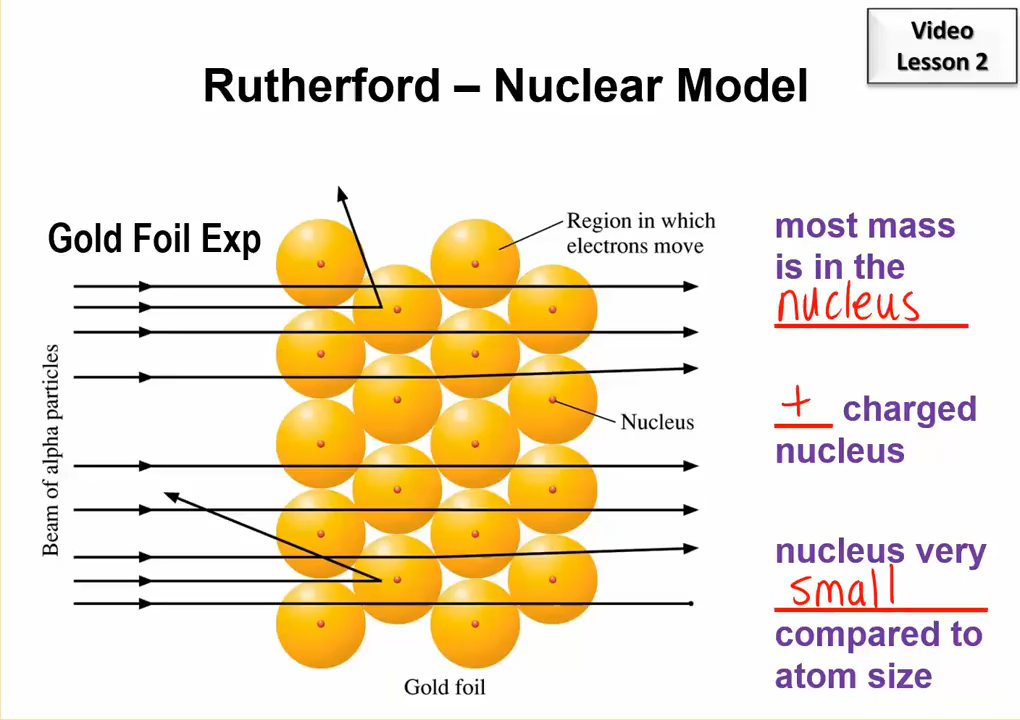 Video
Lesson 2
Rutherford – Nuclear Model
Gold Foil Exp
Region in which
electrons move
Beam of alpha particles
Nucleus
Gold foil
most mass
is in the
nucleus
+ charged
nucleus
nucleus very
small
compared to
atom size